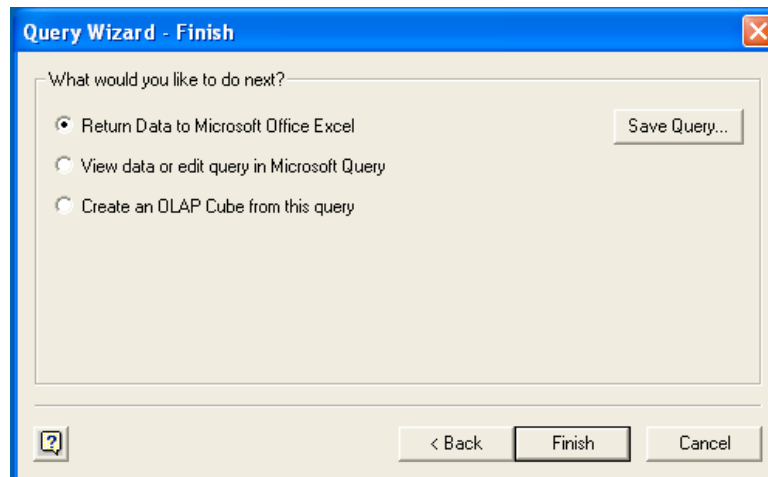 Query Wizard - Finish
What would you like to do next?
Return Data to Microsoft Office Excel
Save Query...
View data or edit query in Microsoft Query
Create an OLAP Cube from this query
?
< Back
Finish
Cancel